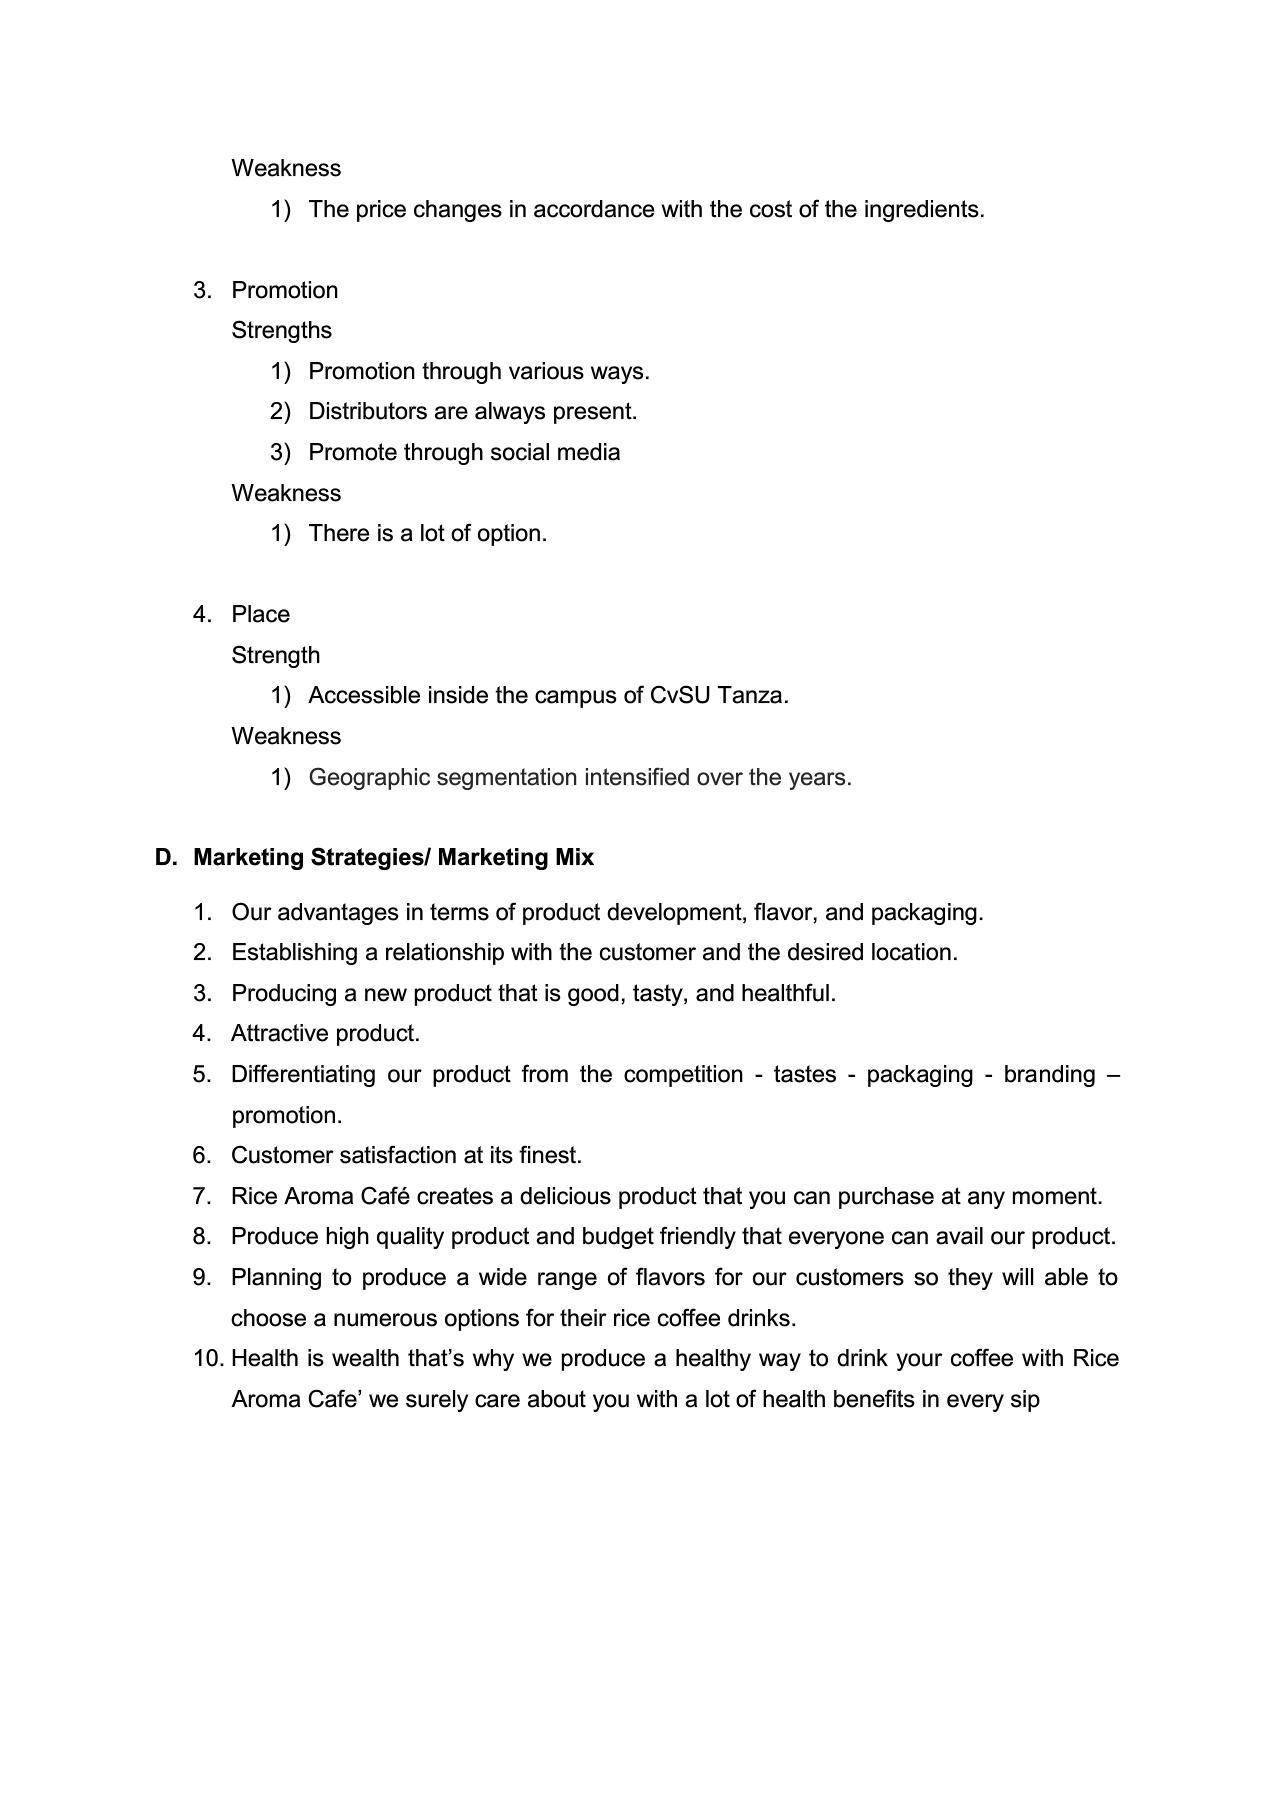 Weakness
1) The price changes in accordance with the cost of the ingredients.
3. Promotion
Strengths
1) Promotion through various ways.
2) Distributors are always present.
3) Promote through social media
Weakness
1) There is a lot of option.
4. Place
Strength
1) Accessible inside the campus of CvSU Tanza.
Weakness
1) Geographic segmentation intensified over the years.
D. Marketing Strategies/ Marketing Mix
1. Our advantages in terms of product development, flavor, and packaging.
2. Establishing a relationship with the customer and the desired location.
3. Producing a new product that is good, tasty, and healthful.
4. Attractive product.
5. Differentiating our product from the competition - tastes - packaging - branding –
promotion.
6. Customer satisfaction at its finest.
7. Rice Aroma Café creates a delicious product that you can purchase at any moment.
8. Produce high quality product and budget friendly that everyone can avail our product.
9. Planning to produce a wide range of flavors for our customers so they will able to
choose a numerous options for their rice coffee drinks.
10. Health is wealth that’s why we produce a healthy way to drink your coffee with Rice
Aroma Cafe’ we surely care about you with a lot of health benefits in every sip